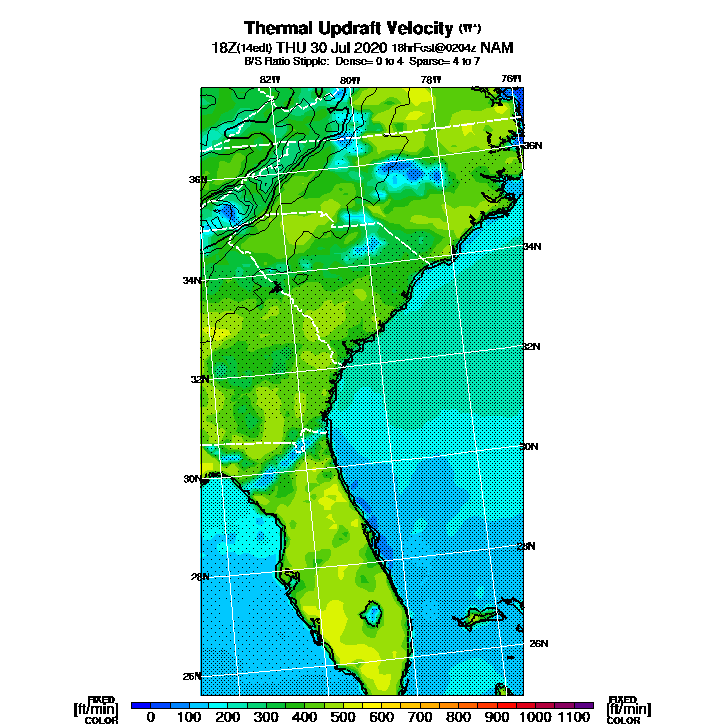 Thermal Updraft Velocity (W*)
18Z(14edt) THU 30 Jul 2020 18hrFcst@0204z NAM
B/S Ratio Stipple: Dense= 0 to 4 Sparse= 4 to 7
82W 80W 78W 76W
36N
36N
34N
34N
32N
32N
30N
30N
28N
28N
26N
26N
FIXED FIXED
[ft/min] 0 100 200 300 400 500 600 700 800 900 1000 1100 [ft/min]
COLOR COLOR